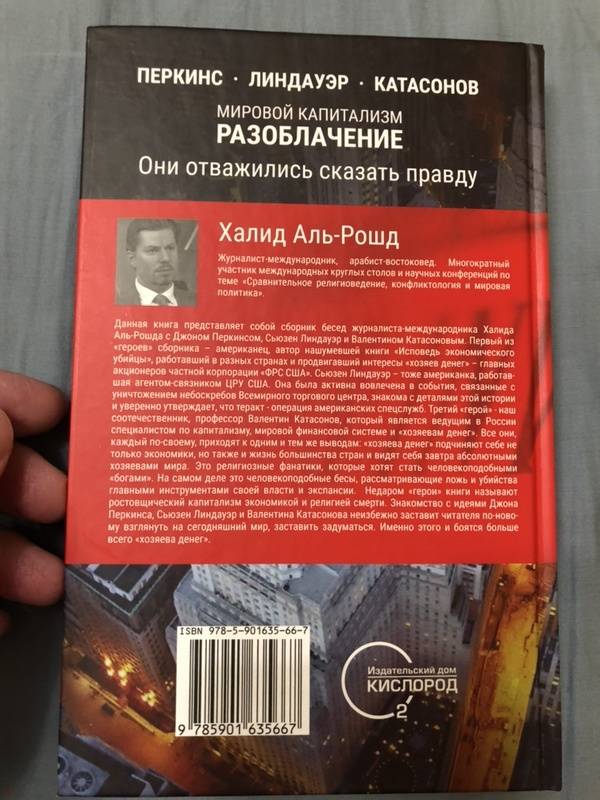 ПЕРКИНС · ЛИНДАУЭР · КАТАСОНОВ
МИРОВОЙ КАПИТАЛИЗМ
РАЗОБЛАЧЕНИЕ
Они отважились сказать правду
Халид Аль-Рошд
Журналист-международник, арабист-востоковед. Многократный
участник международных круглых столов и научных конференций по
теме «Сравнительное религиоведение, конфликтология и мировая
политика».
Данная книга представляет собой сборник бесед журналиста-международника Халида
Аль-Рошда с Джоном Перкинсом, Сьюзен Линдауэр и Валентином Катасоновым. Первый из
«героев» сборника – американец, автор нашумевшей книги «Исповедь экономического
убийцы», работавший в разных странах и продвигавший интересы «хозяев денег» – главных
акционеров частной корпорации «ФРС США». Сьюзен Линдауэр – тоже американка, работав-
шая агентом-связником ЦРУ США. Она была активна вовлечена в события, связанные с
уничтожением небоскребов Всемирного торгового центра, знакома с деталями этой истории
и уверенно утверждает, что теракт - операция американских спецслужб. Третий «герой» - наш
соотечественник, профессор Валентин Катасонов, который является ведущим в России
специалистом по капитализму, мировой финансовой системе и «хозяевам денег». Все они,
каждый по-своему, приходят к одним и тем же выводам: «хозяева денег» подчиняют себе не
только экономики, но также и жизнь большинства стран и видят себя завтра абсолютными
хозяевами мира. Это религиозные фанатики, которые хотят стать человекоподобными
«богами». На самом деле это человекоподобные бесы, рассматривающие ложь и убийства
главными инструментами своей власти и экспансии. Недаром «герои» книги называют
ростовщический капитализм экономикой и религией смерти. Знакомство с идеями Джона
Перкинса, Сьюзен Линдауэр и Валентина Катасонова неизбежно заставит читателя по-ново-
му взглянуть на сегодняшний мир, заставить задуматься. Именно этого и боятся больше
всего «хозяева денег».
ISBN 978-5-901635-66-7
9 785901 635667
Издательский дом
КИСЛОРОД
2